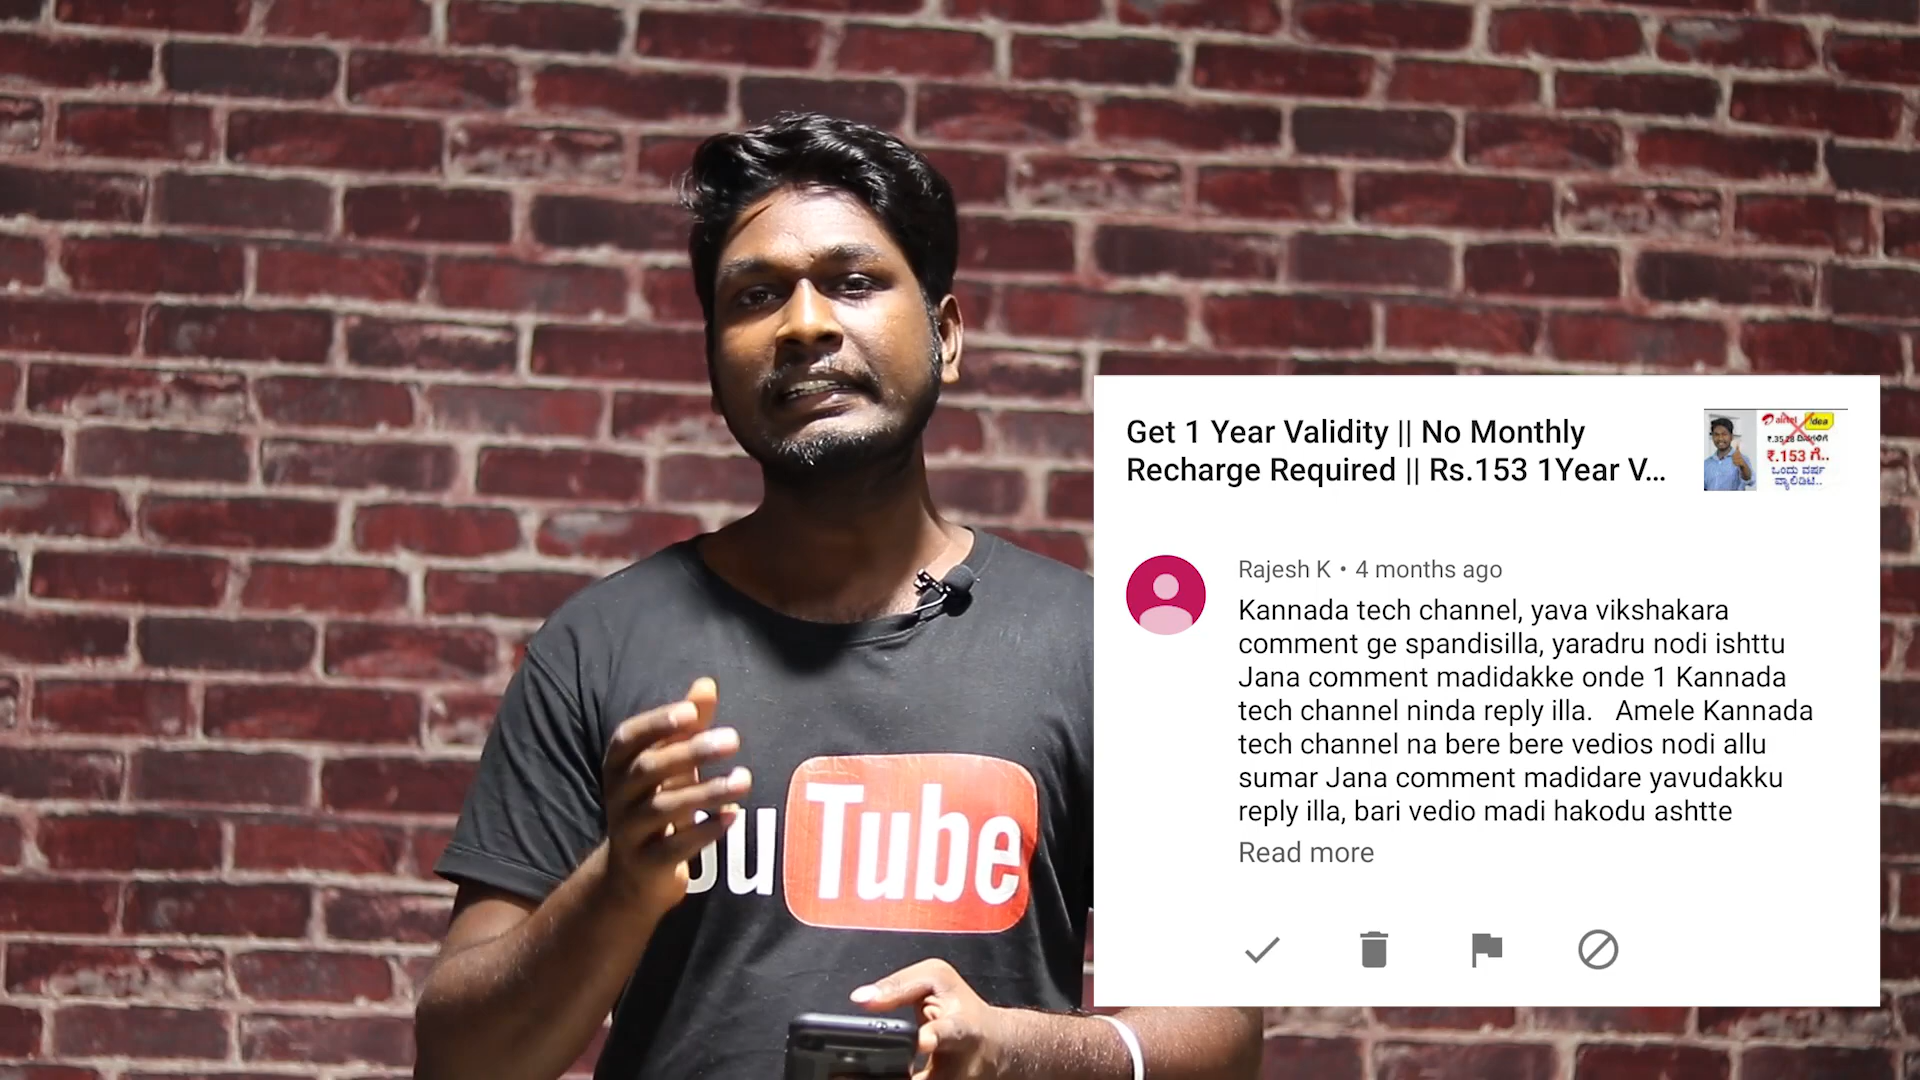 Get 1 Year Validity || No Monthly
Recharge Required || Rs.153 1Year V...
airtel
!dea
₹.153 ಗೆ..
ಒಂದು ವರ್ಷ
ವ್ಯಾಲಿಡಿಟಿ..
Rajesh K • 4 months ago
Kannada tech channel, yava vikshakara
comment ge spandisilla, yaradru nodi ishttu
Jana comment madidakke onde 1 Kannada
tech channel ninda reply illa.   Amele Kannada
tech channel na bere bere vedios nodi allu
sumar Jana comment madidare yavudakku
reply illa, bari vedio madi hakodu ashtte
Read more
ouTube